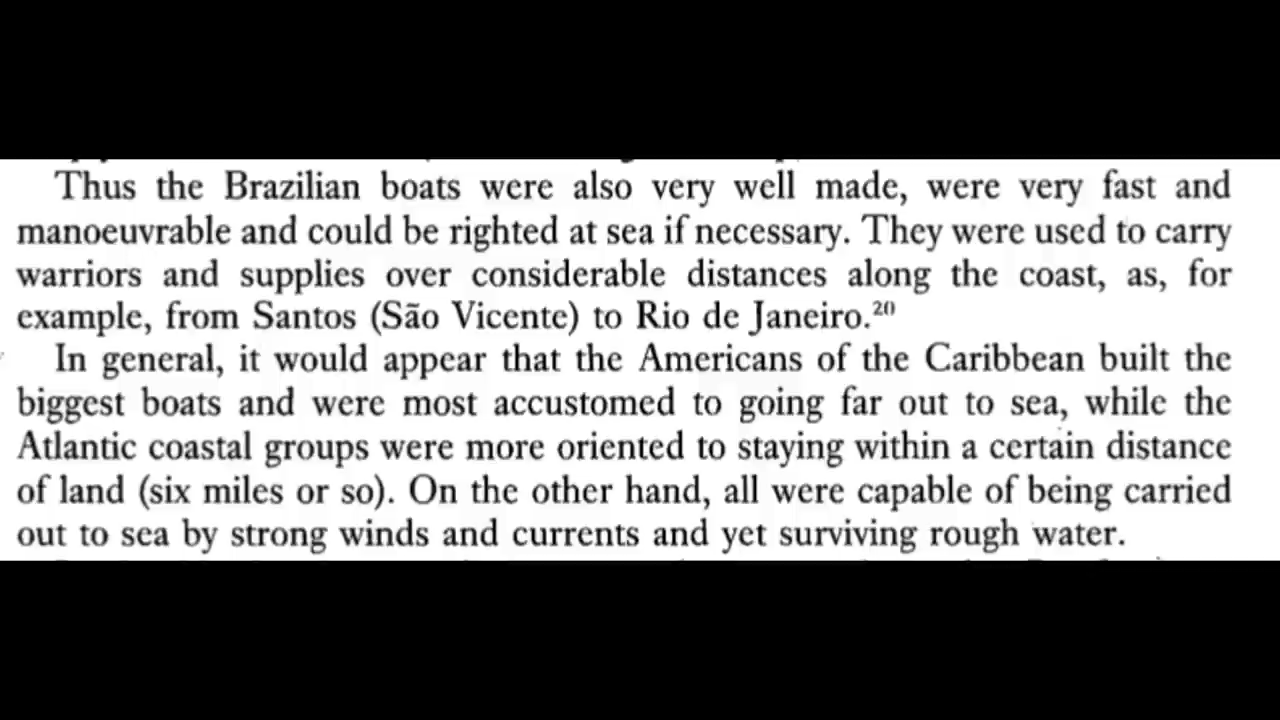 Thus the Brazilian boats were also very well made, were very fast and
manoeuvrable and could be righted at sea if necessary. They were used to carry
warriors and supplies over considerable distances along the coast, as, for
example, from Santos (São Vicente) to Rio de Janeiro.²⁰
In general, it would appear that the Americans of the Caribbean built the
biggest boats and were most accustomed to going far out to sea, while the
Atlantic coastal groups were more oriented to staying within a certain distance
of land (six miles or so). On the other hand, all were capable of being carried
out to sea by strong winds and currents and yet surviving rough water.